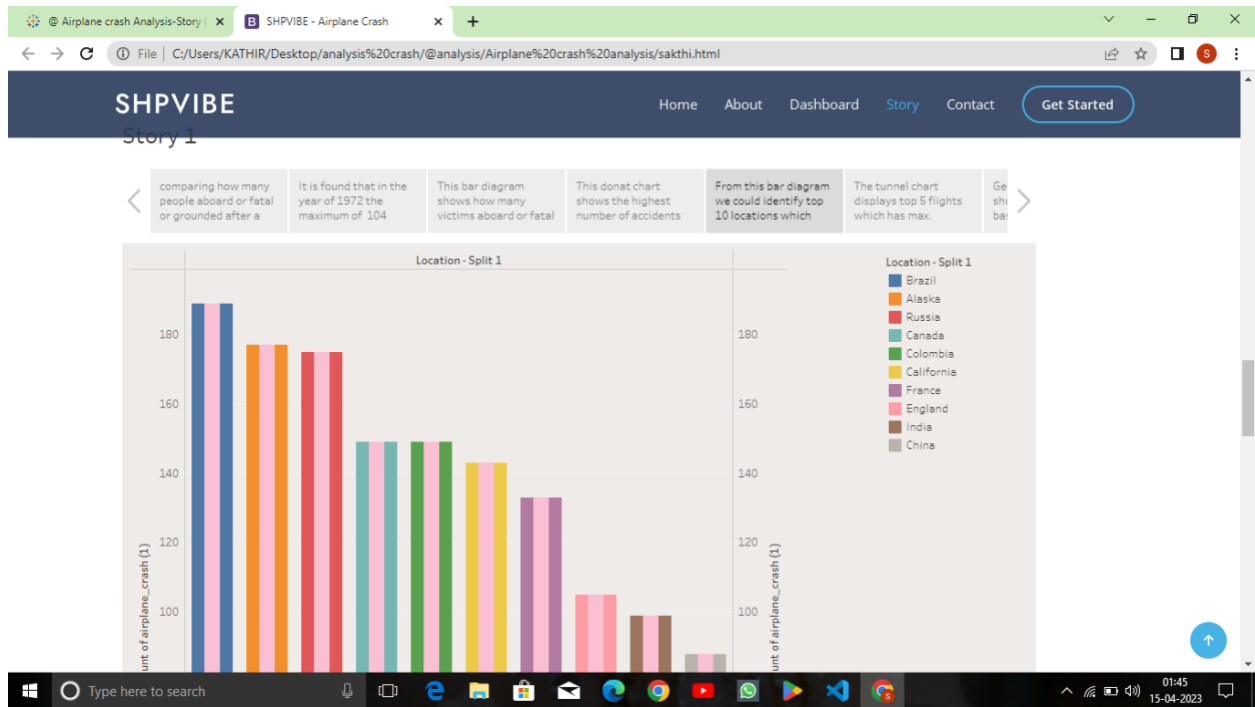 @ Airplane crash Analysis-Story |
SHPVIBE - Airplane Crash
File | C:/Users/KATHIR/Desktop/analysis%20crash/@analysis/Airplane%20crash%20analysis/sakthi.html
S
SHPVIBE
Home About Dashboard Story Contact Get Started
Story 1
comparing how many
people aboard or fatal
or grounded after a
It is found that in the
year of 1972 the
maximum of 104
This bar diagram
shows how many
victims aboard or fatal
This donat chart
shows the highest
number of accidents
From this bar diagram
we could identify top
10 locations which
The tunnel chart
displays top 5 flights
which has max.
Ge
sho
ba
Location - Split 1
180
160
140
120
100
unt of airplane_crash (1)
180
160
140
120
100
unt of airplane_crash (1)
Location - Split 1
Brazil
Alaska
Russia
Canada
Colombia
California
France
England
India
China
Type here to search
01:45
15-04-2023